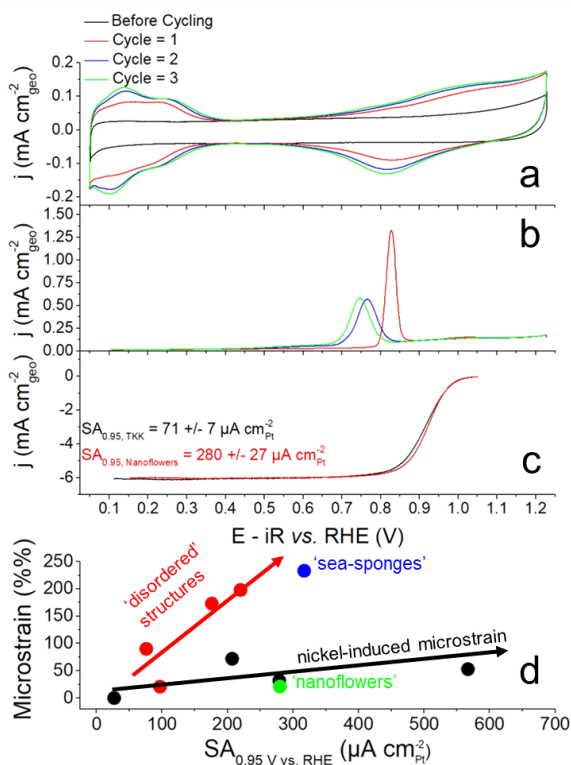 Before Cycling
Cycle = 1
Cycle = 2
Cycle = 3
j (mA cm⁻²geo)
0.2
0.1
0.0
-0.1
-0.2
a
j (mA cm⁻²geo)
1.50
1.25
1.00
0.75
0.50
0.25
0.00
b
j (mA cm⁻²geo)
0
-2
-4
-6
SA0.95, TKK = 71 +/- 7 µA cm⁻²Pt
SA0.95, Nanoflowers = 280 +/- 27 µA cm⁻²Pt
c
0.1 0.2 0.3 0.4 0.5 0.6 0.7 0.8 0.9 1.0 1.1 1.2
E - iR vs. RHE (V)
Microstrain (%%)
250
200
150
100
50
0
'disordered'
structures
'sea-sponges'
nickel-induced microstrain
'nanoflowers'
d
0 100 200 300 400 500 600 700
SA0.95 V vs. RHE (µA cm⁻²Pt)